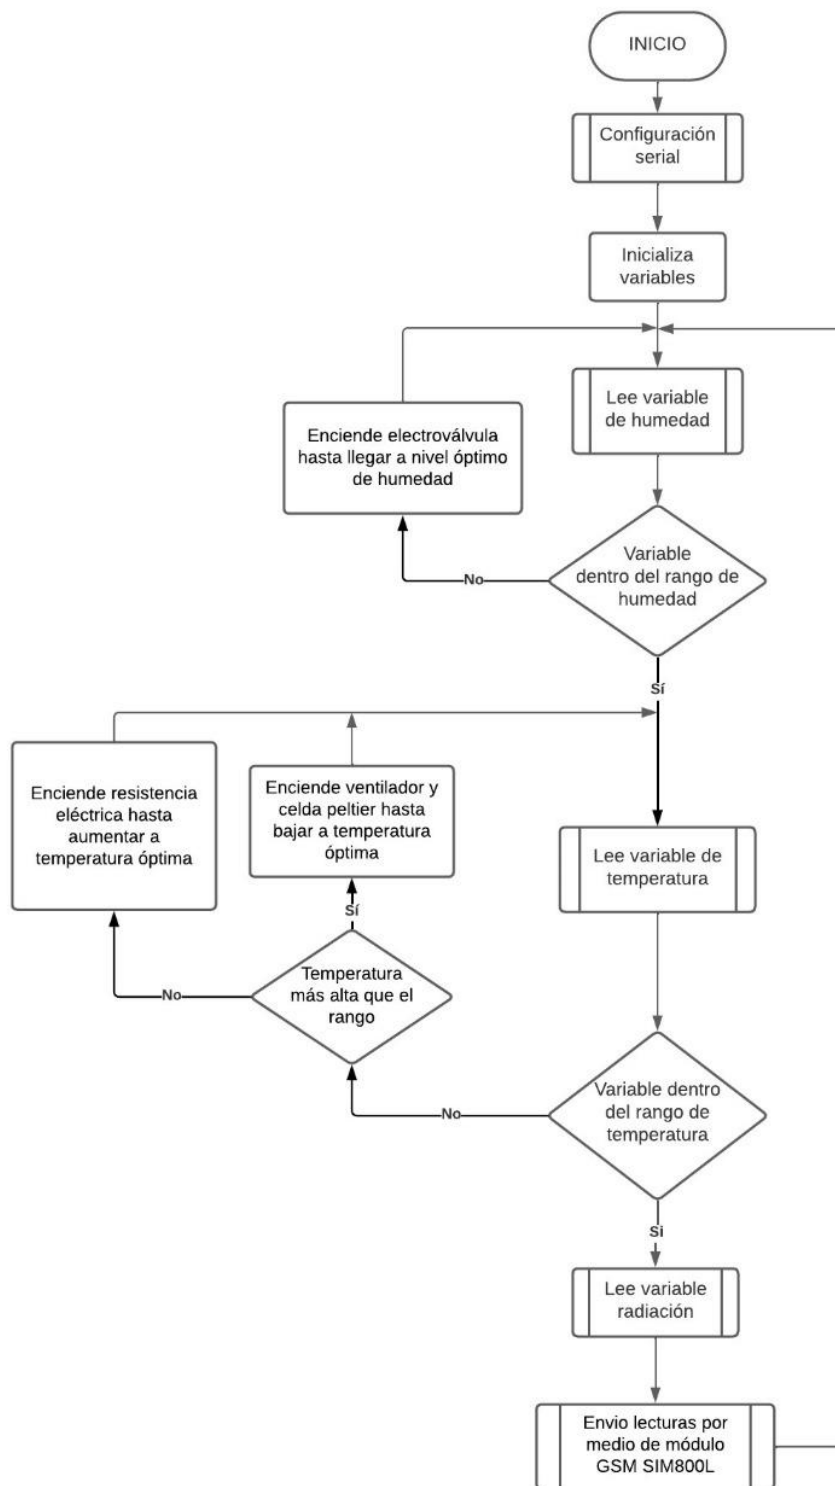 INICIO
Configuración
serial
Inicializa
variables
Lee variable
de humedad
Enciende electroválvula
hasta llegar a nivel óptimo
de humedad
Variable
dentro del rango de
humedad
No
Sí
Enciende resistencia
eléctrica hasta
aumentar a
temperatura óptima
Enciende ventilador y
celda peltier hasta
bajar a temperatura
óptima
Lee variable de
temperatura
Sí
Temperatura
más alta que el
rango
No
Variable dentro
del rango de
temperatura
No
Si
Lee variable
radiación
Envio lecturas por
medio de módulo
GSM SIM800L